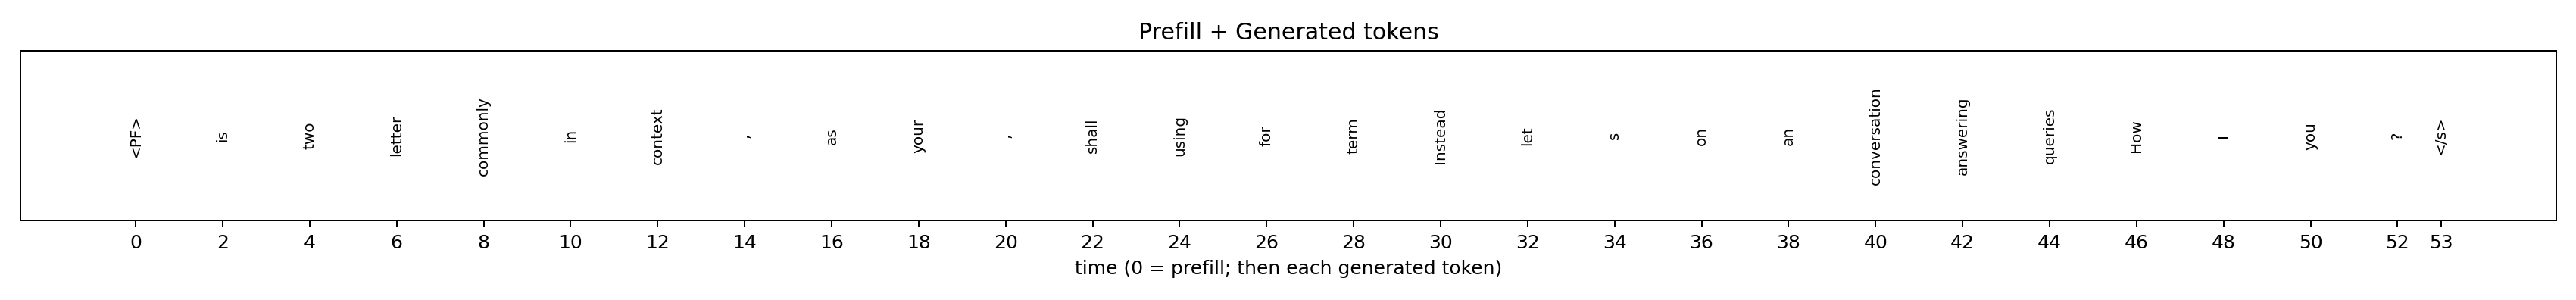 Prefill + Generated tokens
<PF> is two letter commonly in context , as your , shall using for term Instead let s on an conversation answering queries How I you ? </s>
0 2 4 6 8 10 12 14 16 18 20 22 24 26 28 30 32 34 36 38 40 42 44 46 48 50 52 53
time (0 = prefill; then each generated token)